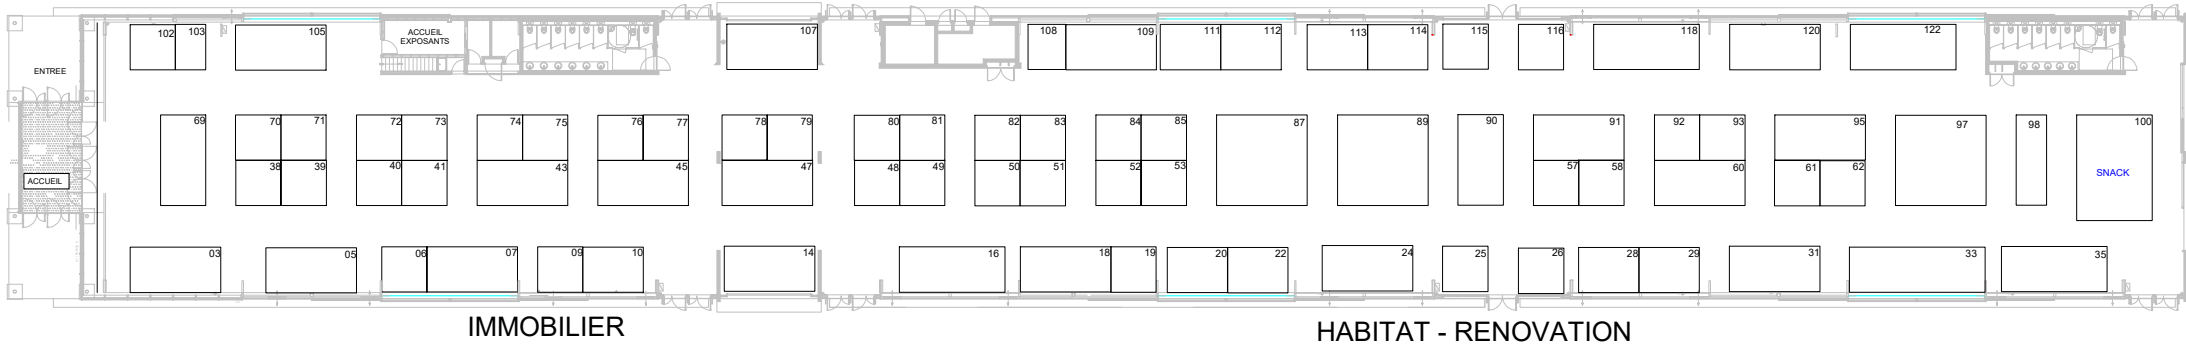 102 103 105 ACCUEIL 107 108 109 111 112 113 114 115 116 118 120 122
EXPOSANTS
ENTREE
69 70 71 72 73 74 75 76 77 78 79 80 81 82 83 84 85 87 89 90 91 92 93 95 97 98 100
38 39 40 41 43 45 47 48 49 50 51 52 53 57 58 60 61 62
ACCUEIL SNACK
03 05 06 07 09 10 14 16 18 19 20 22 24 25 26 28 29 31 33 35
IMMOBILIER HABITAT - RENOVATION